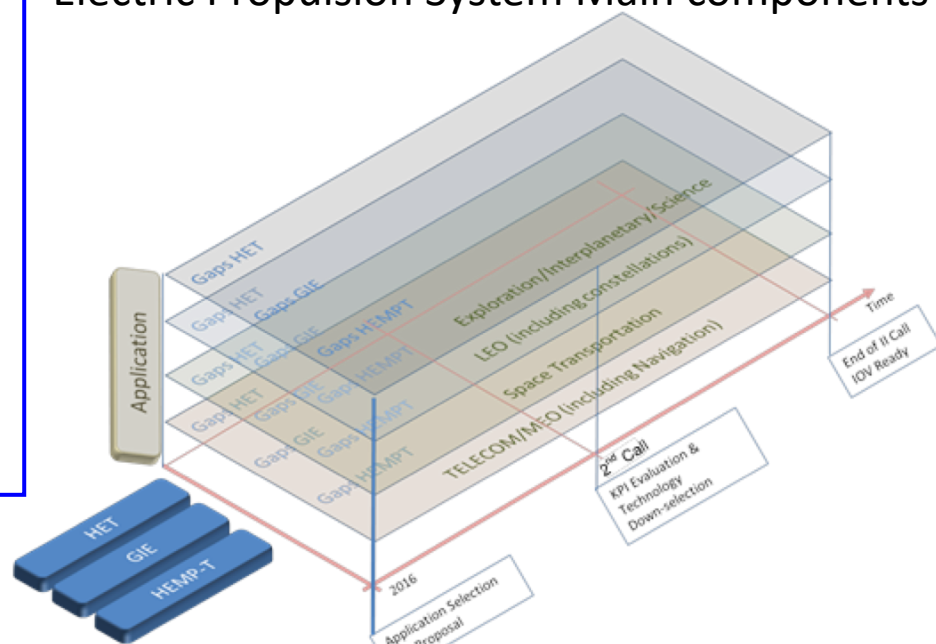 Electric Propulsion System Main components
Gaps HET
Gaps HET
Gaps GIE
Gaps HET
Gaps GIE
Gaps HEMPT
Gaps HET
Gaps GIE
Gaps HEMPT
Gaps GIE
Gaps HEMPT
Gaps HEMPT
Exploration/Interplanetary/Science
LEO (including constellations)
Space Transportation
TELECOM/MEO (including Navigation)
Application
HET
GIE
HEMP-T
Time
End of II Call
IOV Ready
2nd Call
KPI Evaluation &
Technology
Down-selection
2016
Application Selection
Proposal